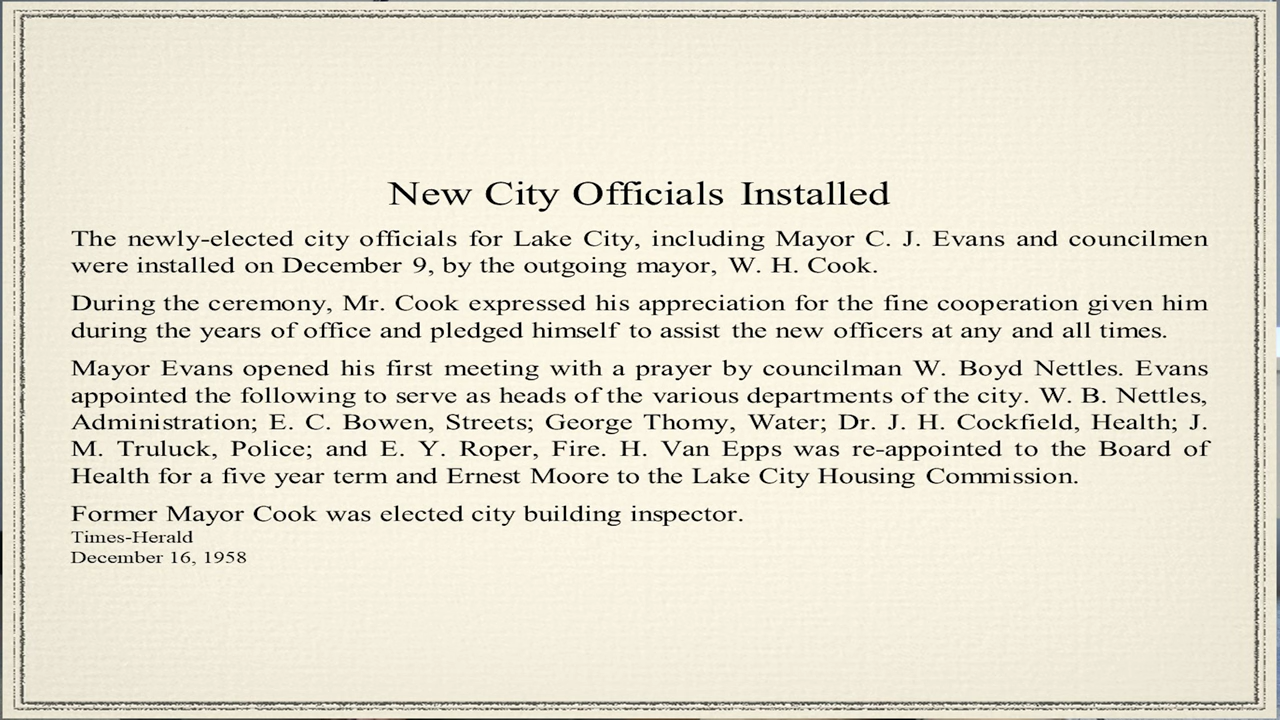 New City Officials Installed
The newly-elected city officials for Lake City, including Mayor C. J. Evans and councilmen
were installed on December 9, by the outgoing mayor, W. H. Cook.
During the ceremony, Mr. Cook expressed his appreciation for the fine cooperation given him
during the years of office and pledged himself to assist the new officers at any and all times.
Mayor Evans opened his first meeting with a prayer by councilman W. Boyd Nettles. Evans
appointed the following to serve as heads of the various departments of the city. W. B. Nettles,
Administration; E. C. Bowen, Streets; George Thomy, Water; Dr. J. H. Cockfield, Health; J.
M. Truluck, Police; and E. Y. Roper, Fire. H. Van Epps was re-appointed to the Board of
Health for a five year term and Ernest Moore to the Lake City Housing Commission.
Former Mayor Cook was elected city building inspector.
Times-Herald
December 16, 1958